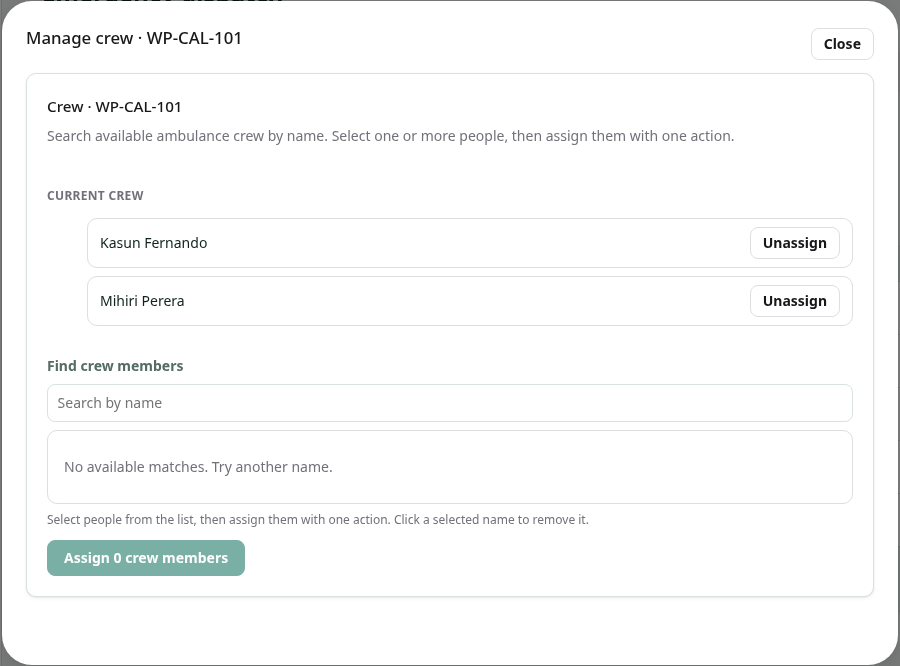 Manage crew · WP-CAL-101
Close
Crew · WP-CAL-101
Search available ambulance crew by name. Select one or more people, then assign them with one action.
CURRENT CREW
Kasun Fernando
Unassign
Mihiri Perera
Unassign
Find crew members
Search by name
No available matches. Try another name.
Select people from the list, then assign them with one action. Click a selected name to remove it.
Assign 0 crew members